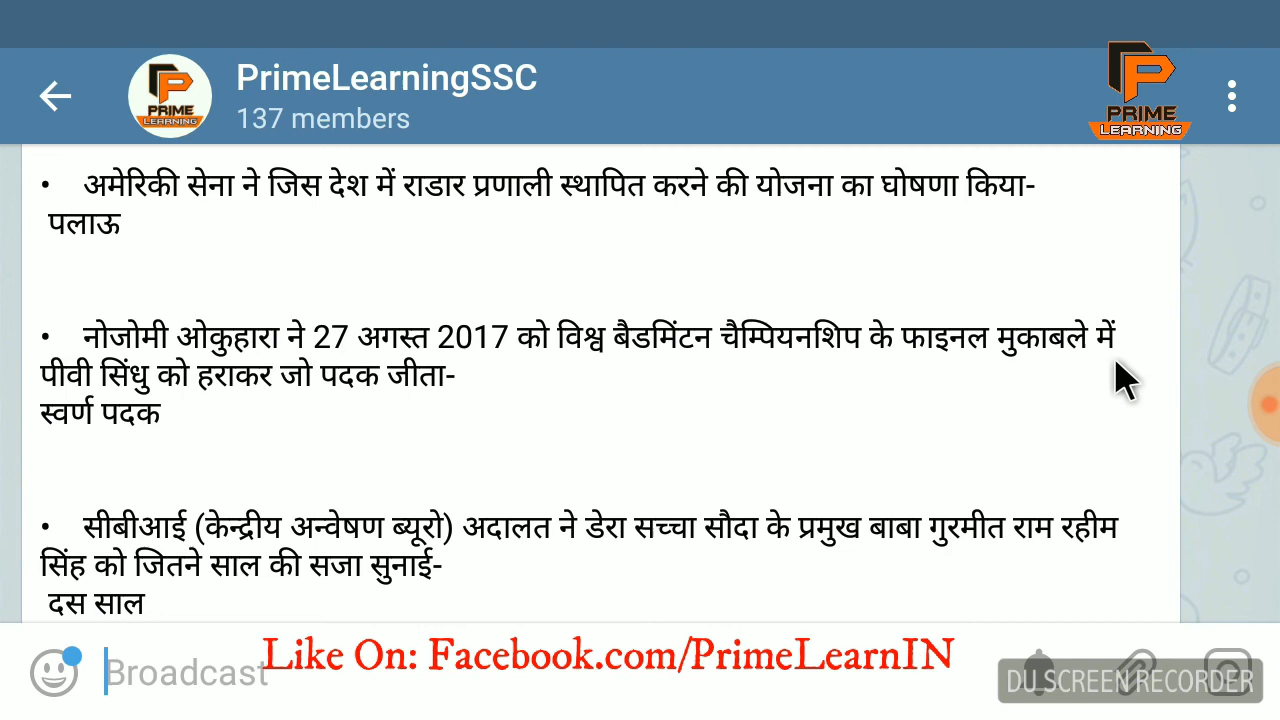 PrimeLearningSSC
137 members
PRIME
LEARNING
PRIME
LEARNING
• अमेरिकी सेना ने जिस देश में राडार प्रणाली स्थापित करने की योजना का घोषणा किया-
पलाऊ
• नोजोमी ओकुहारा ने 27 अगस्त 2017 को विश्व बैडमिंटन चैम्पियनशिप के फाइनल मुकाबले में
पीवी सिंधु को हराकर जो पदक जीता-
स्वर्ण पदक
• सीबीआई (केन्द्रीय अन्वेषण ब्यूरो) अदालत ने डेरा सच्चा सौदा के प्रमुख बाबा गुरमीत राम रहीम
सिंह को जितने साल की सजा सुनाई-
दस साल
Like On: Facebook.com/PrimeLearnIN
Broadcast
DU SCREEN RECORDER